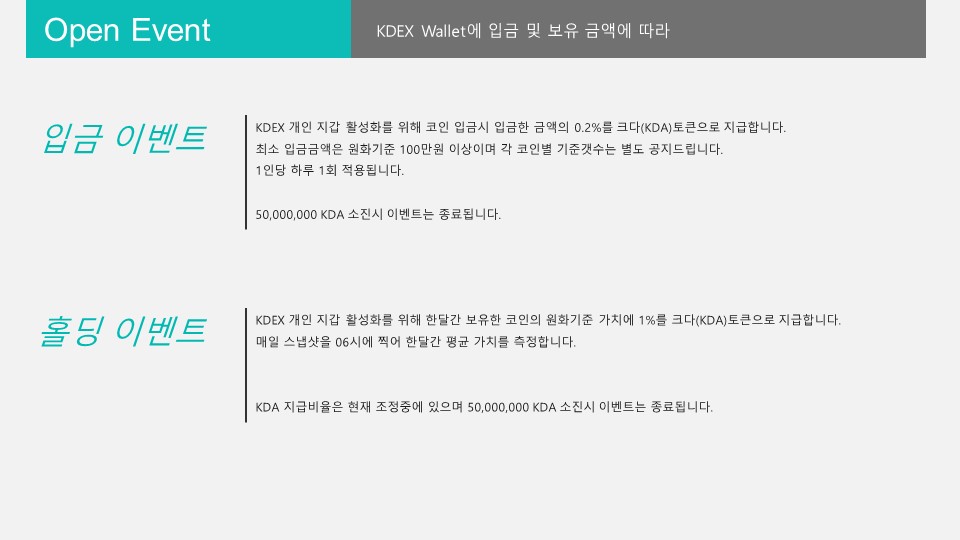 Open Event
KDEX Wallet에 입금 및 보유 금액에 따라
입금 이벤트
KDEX 개인 지갑 활성화를 위해 코인 입금시 입금한 금액의 0.2%를 크다(KDA)토큰으로 지급합니다.
최소 입금금액은 원화기준 100만원 이상이며 각 코인별 기준갯수는 별도 공지드립니다.
1인당 하루 1회 적용됩니다.
50,000,000 KDA 소진시 이벤트는 종료됩니다.
홀딩 이벤트
KDEX 개인 지갑 활성화를 위해 한달간 보유한 코인의 원화기준 가치에 1%를 크다(KDA)토큰으로 지급합니다.
매일 스냅샷을 06시에 찍어 한달간 평균 가치를 측정합니다.
KDA 지급비율은 현재 조정중에 있으며 50,000,000 KDA 소진시 이벤트는 종료됩니다.